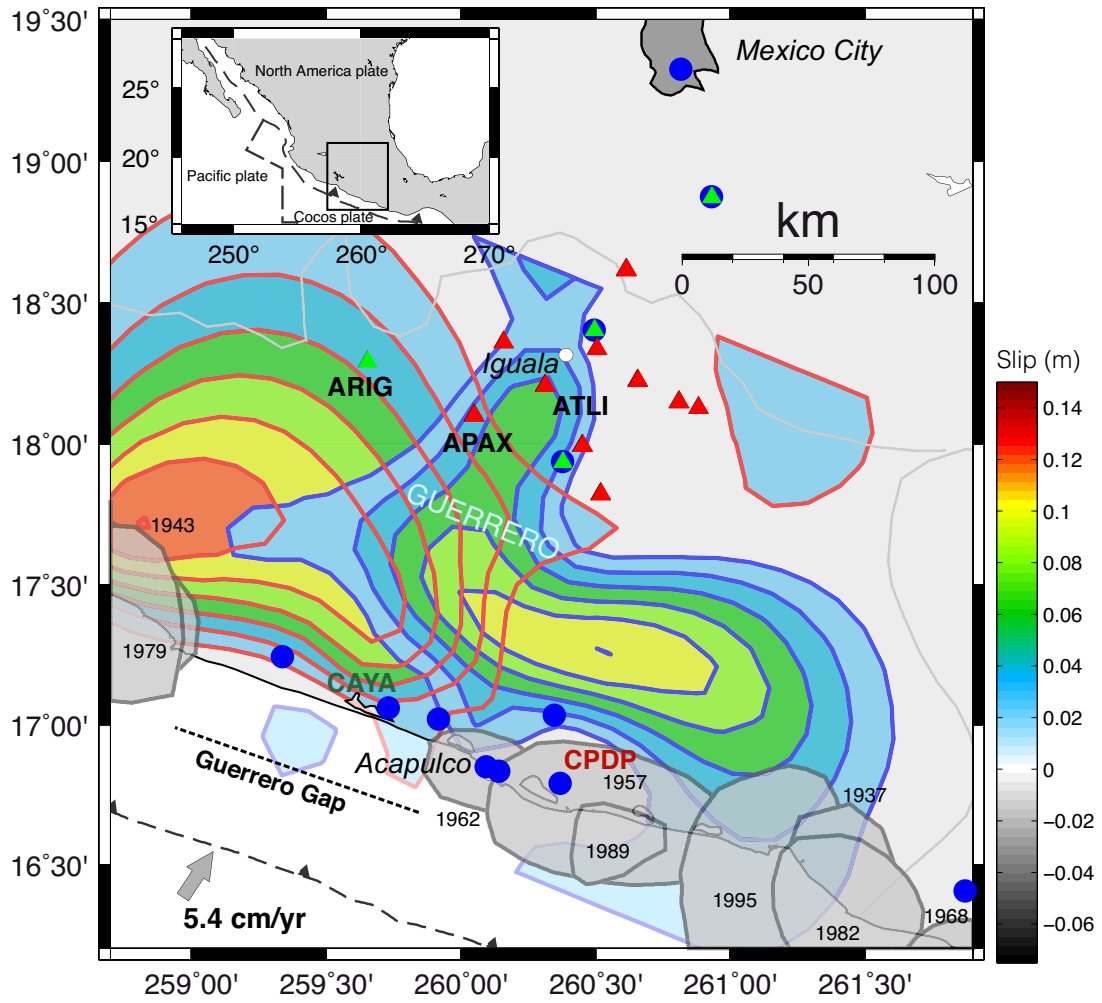 19˚30'
19˚00'
18˚30'
18˚00'
17˚30'
17˚00'
16˚30'
259˚00'
259˚30'
260˚00'
260˚30'
261˚00'
261˚30'
25°
20°
15°
250°
260°
270°
North America plate
Pacific plate
Cocos plate
Mexico City
km
0
50
100
Iguala
ARIG
ATLI
APAX
GUERRERO
1943
1979
CAYA
Acapulco
CPDP
1957
1937
Guerrero Gap
1962
1989
1995
1968
1982
5.4 cm/yr
Slip (m)
0.14
0.12
0.1
0.08
0.06
0.04
0.02
0
−0.02
−0.04
−0.06